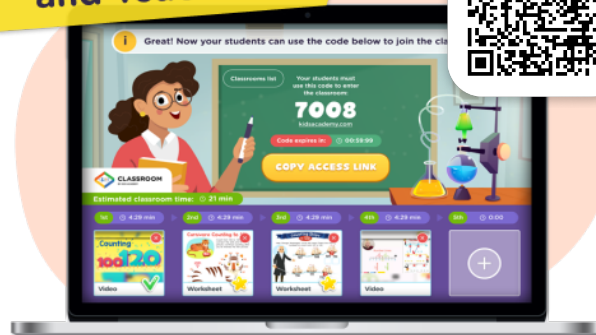 Great! Now your students can use the code below to join the cla
Classrooms list
Your students must
use this code to enter
the classroom:
7008
kidsacademy.com
Code expires in:
00:59:99
COPY ACCESS LINK
CLASSROOM
Estimated classroom time: 21 min
1st 4:29 min
2nd 4:29 min
3rd 4:29 min
4th 4:29 min
5th 0:00
Counting
100 120
Video
Worksheet
Worksheet
Video